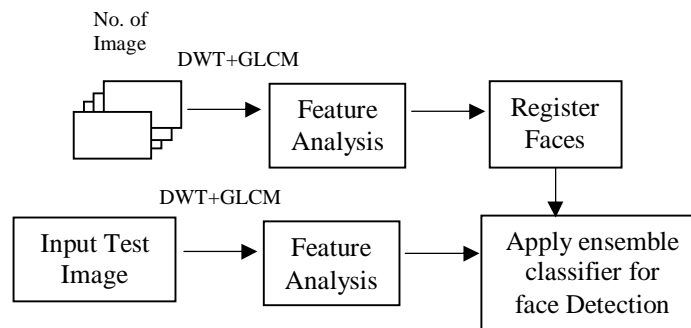 No. of
Image
DWT+GLCM
Feature
Analysis
Register
Faces
DWT+GLCM
Input Test
Image
Feature
Analysis
Apply ensemble
classifier for
face Detection